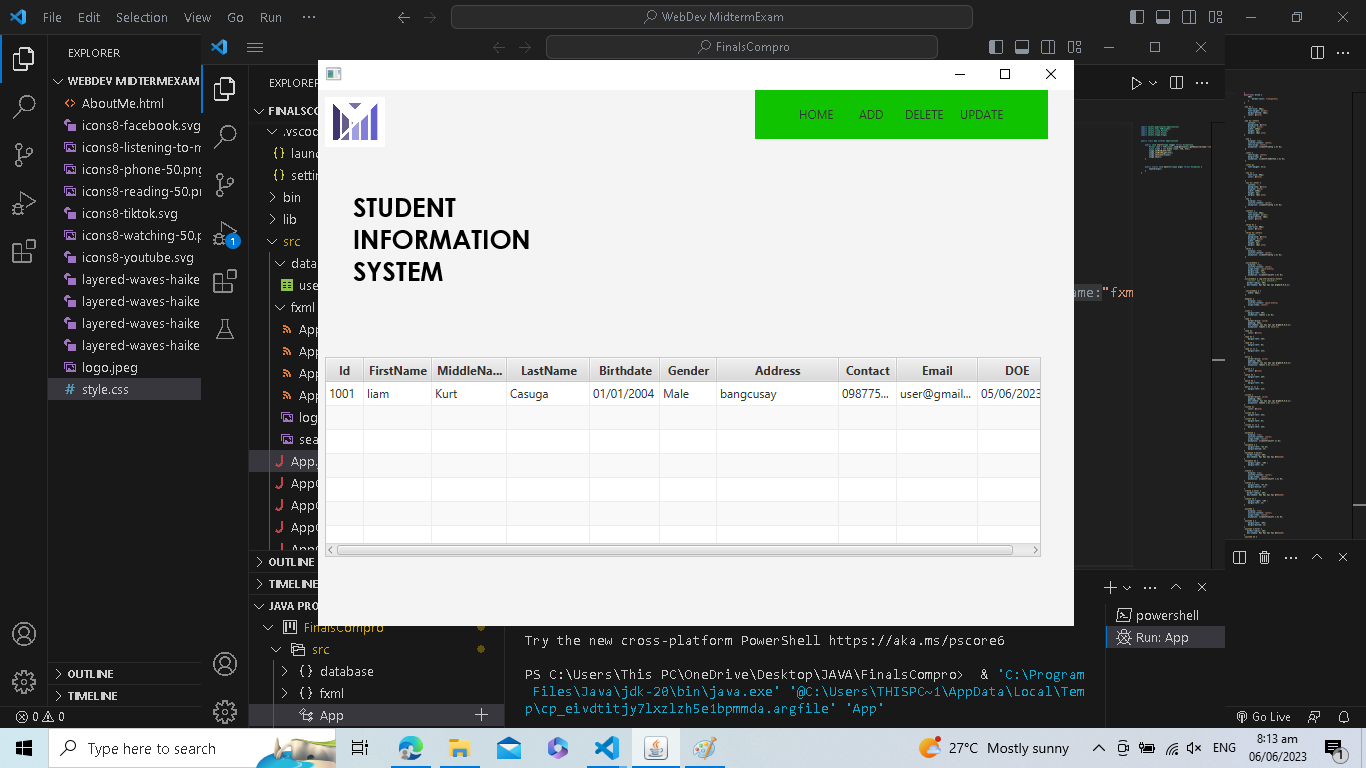 File Edit Selection View Go Run ··· WebDev MidtermExam
EXPLORER
WEBDEV MIDTERMEXAM
AboutMe.html
icons8-facebook.svg
icons8-listening-to-m
icons8-phone-50.png
icons8-reading-50.pn
icons8-tiktok.svg
icons8-watching-50.p
icons8-youtube.svg
layered-waves-haike
layered-waves-haike
layered-waves-haike
layered-waves-haike
logo.jpeg
# style.css
OUTLINE
TIMELINE
0 0
FinalsCompro
EXPLORER
FINALSCO
.vscod
{} launc
{} settin
bin
lib
src
data
use
fxml
App
App
App
App
log
sea
App.
AppC
AppC
AppC
1
OUTLINE
TIMELINE
JAVA PRO
FinalsCompro
src
{} database
{} fxml
App
HOME ADD DELETE UPDATE
STUDENT
INFORMATION
SYSTEM
Id FirstName MiddleNa... LastName Birthdate Gender Address Contact Email DOE
1001 liam Kurt Casuga 01/01/2004 Male bangcusay 098775... user@gmail... 05/06/2023
ame:"fxm
powershell
Run: App
Try the new cross-platform PowerShell https://aka.ms/pscore6
PS C:\Users\This PC\OneDrive\Desktop\JAVA\FinalsCompro> & 'C:\Program
Files\Java\jdk-20\bin\java.exe' '@C:\Users\THISPC~1\AppData\Local\Tem
p\cp_eivdtitjy7lxzlzh5e1bpmmda.argfile' 'App'
Go Live
Type here to search
27°C Mostly sunny
ENG
8:13 am
06/06/2023
1